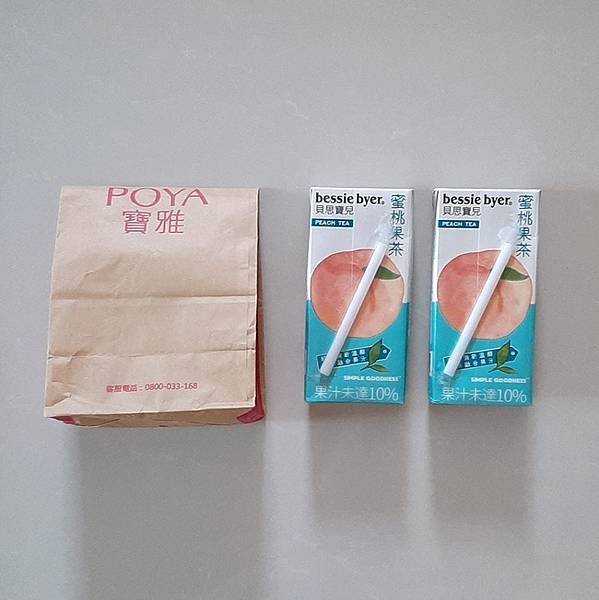 POYA
寶雅
客服電話：0800-033-168
bessie byer®
貝思寶兒
PEACH TEA
蜜桃果茶
SIMPLE GOODNESS
果汁未達10%
bessie byer®
貝思寶兒
PEACH TEA
蜜桃果茶
SIMPLE GOODNESS
果汁未達10%